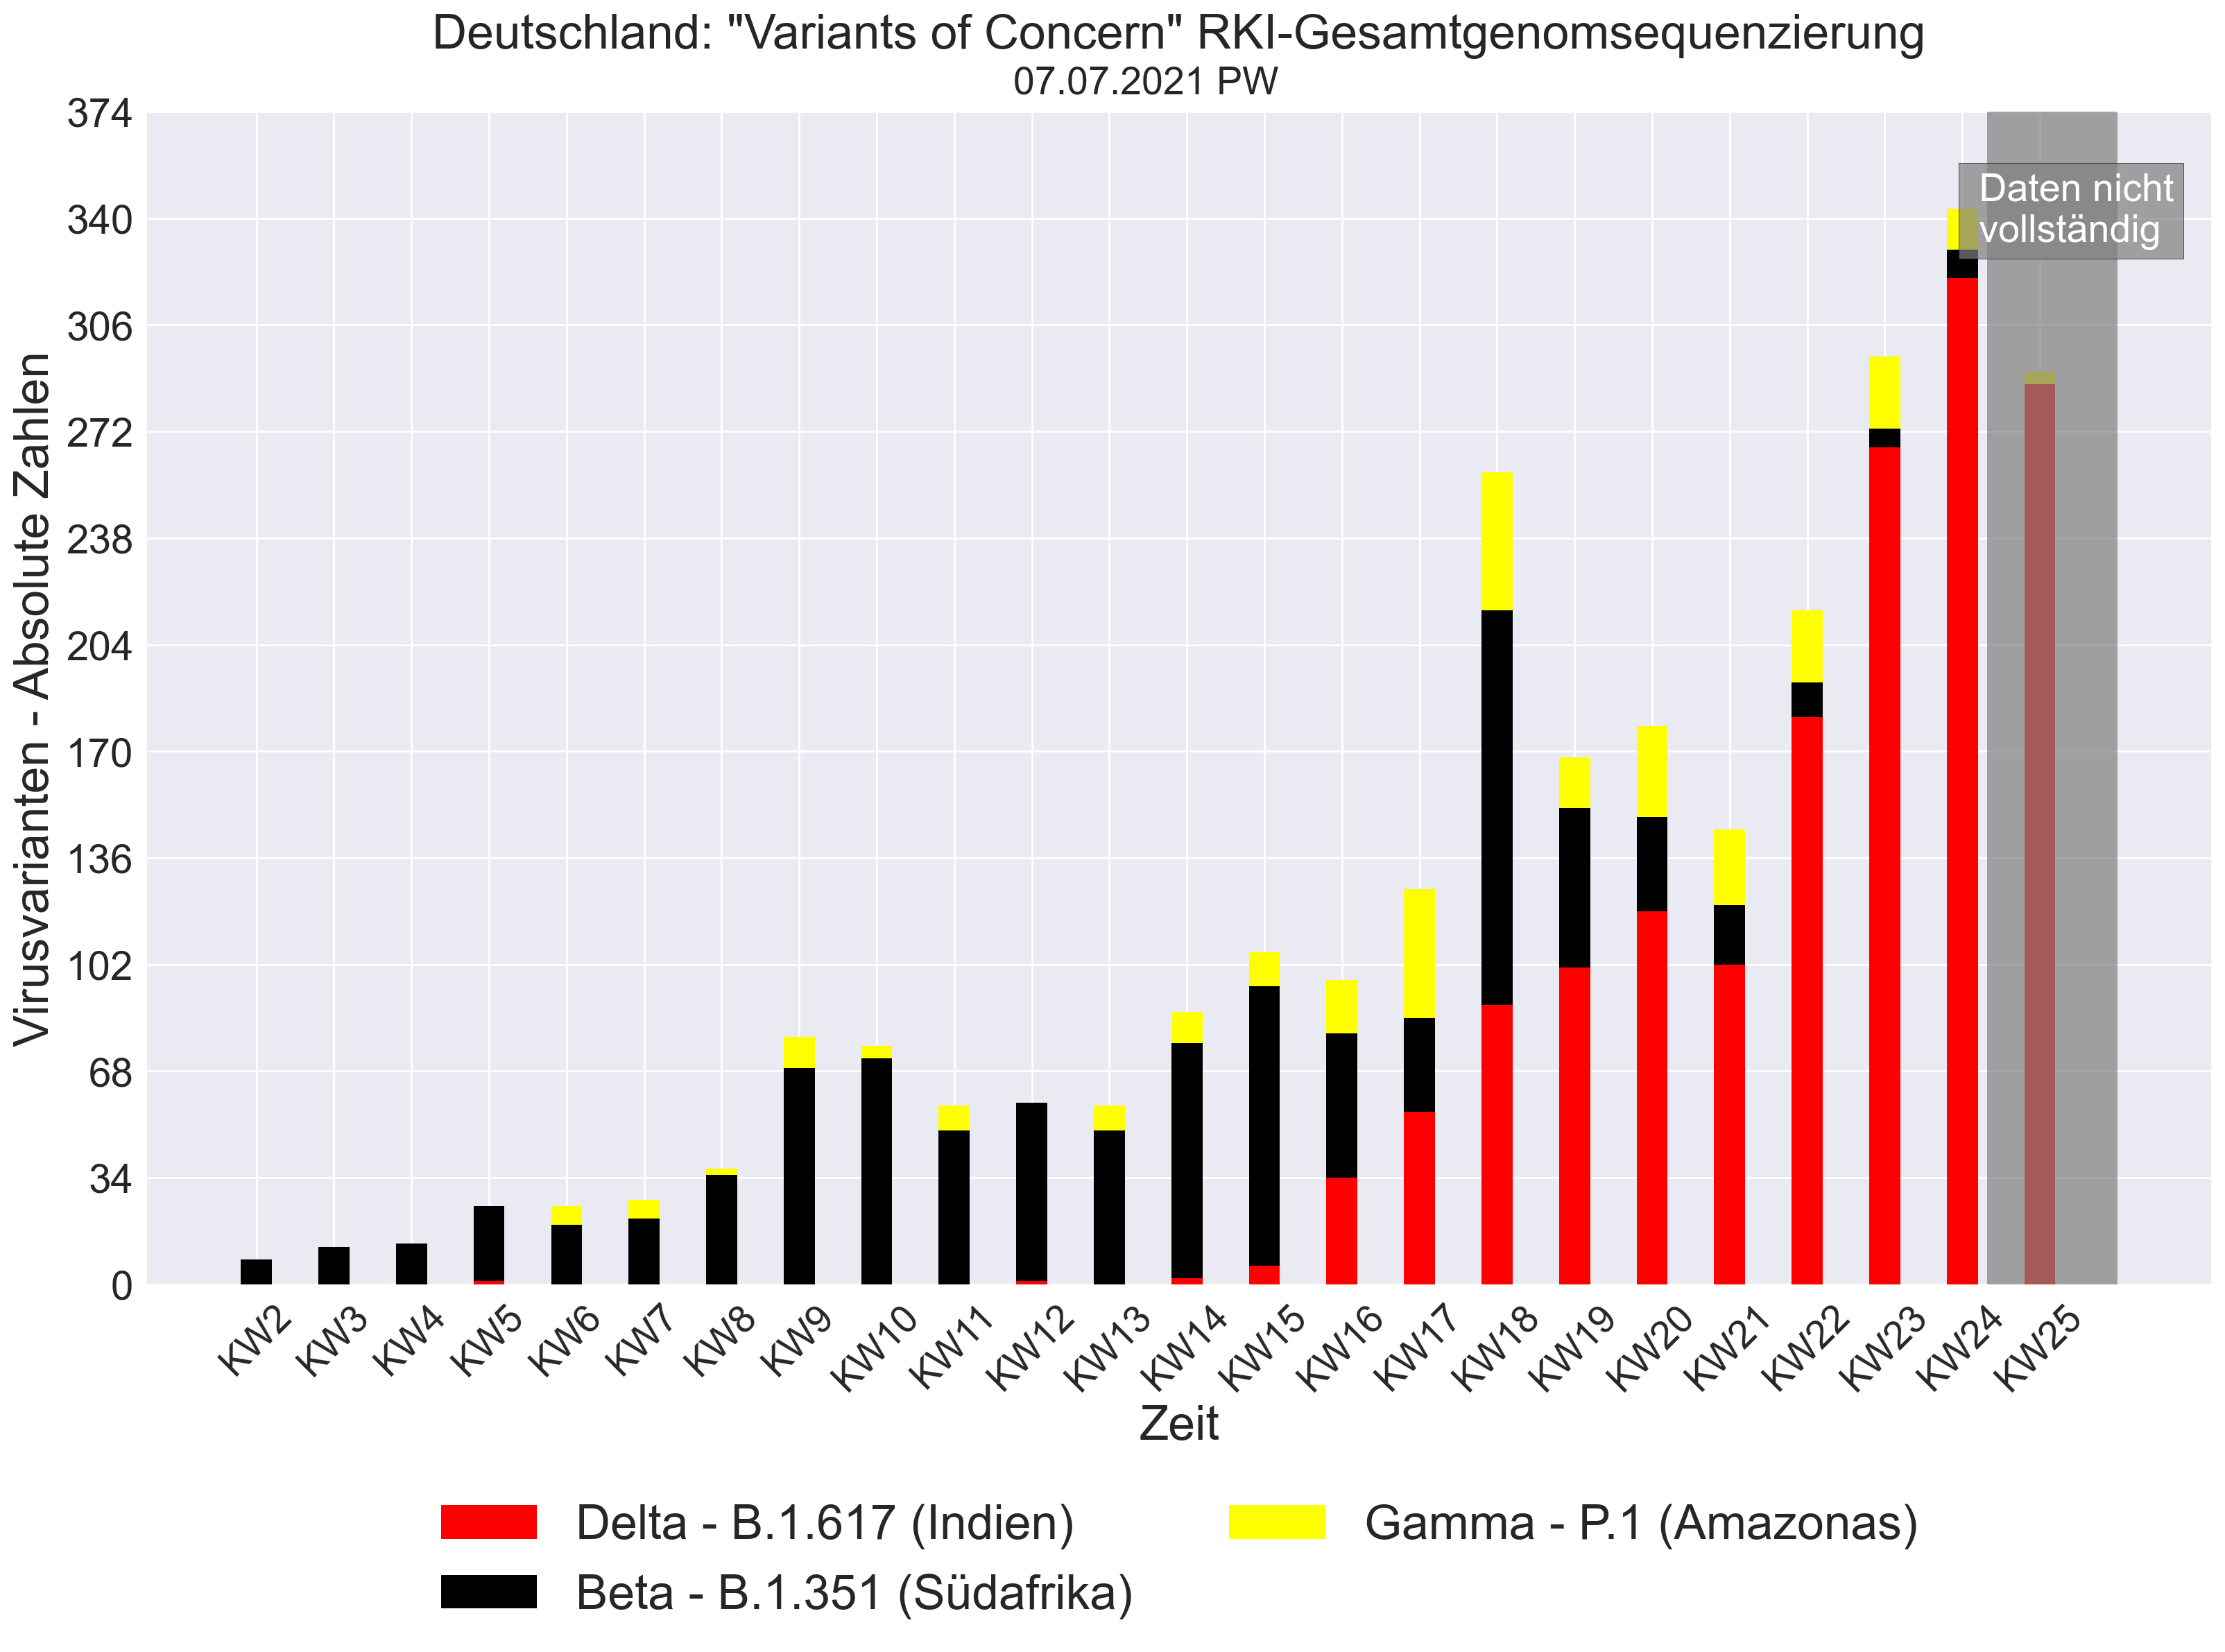 Deutschland: "Variants of Concern" RKI-Gesamtgenomsequenzierung
07.07.2021 PW
Virusvarianten - Absolute Zahlen
374
340
306
272
238
204
170
136
102
68
34
0
Daten nicht
vollständig
KW2
KW3
KW4
KW5
KW6
KW7
KW8
KW9
KW10
KW11
KW12
KW13
KW14
KW15
KW16
KW17
KW18
KW19
KW20
KW21
KW22
KW23
KW24
KW25
Zeit
Delta - B.1.617 (Indien)
Beta - B.1.351 (Südafrika)
Gamma - P.1 (Amazonas)